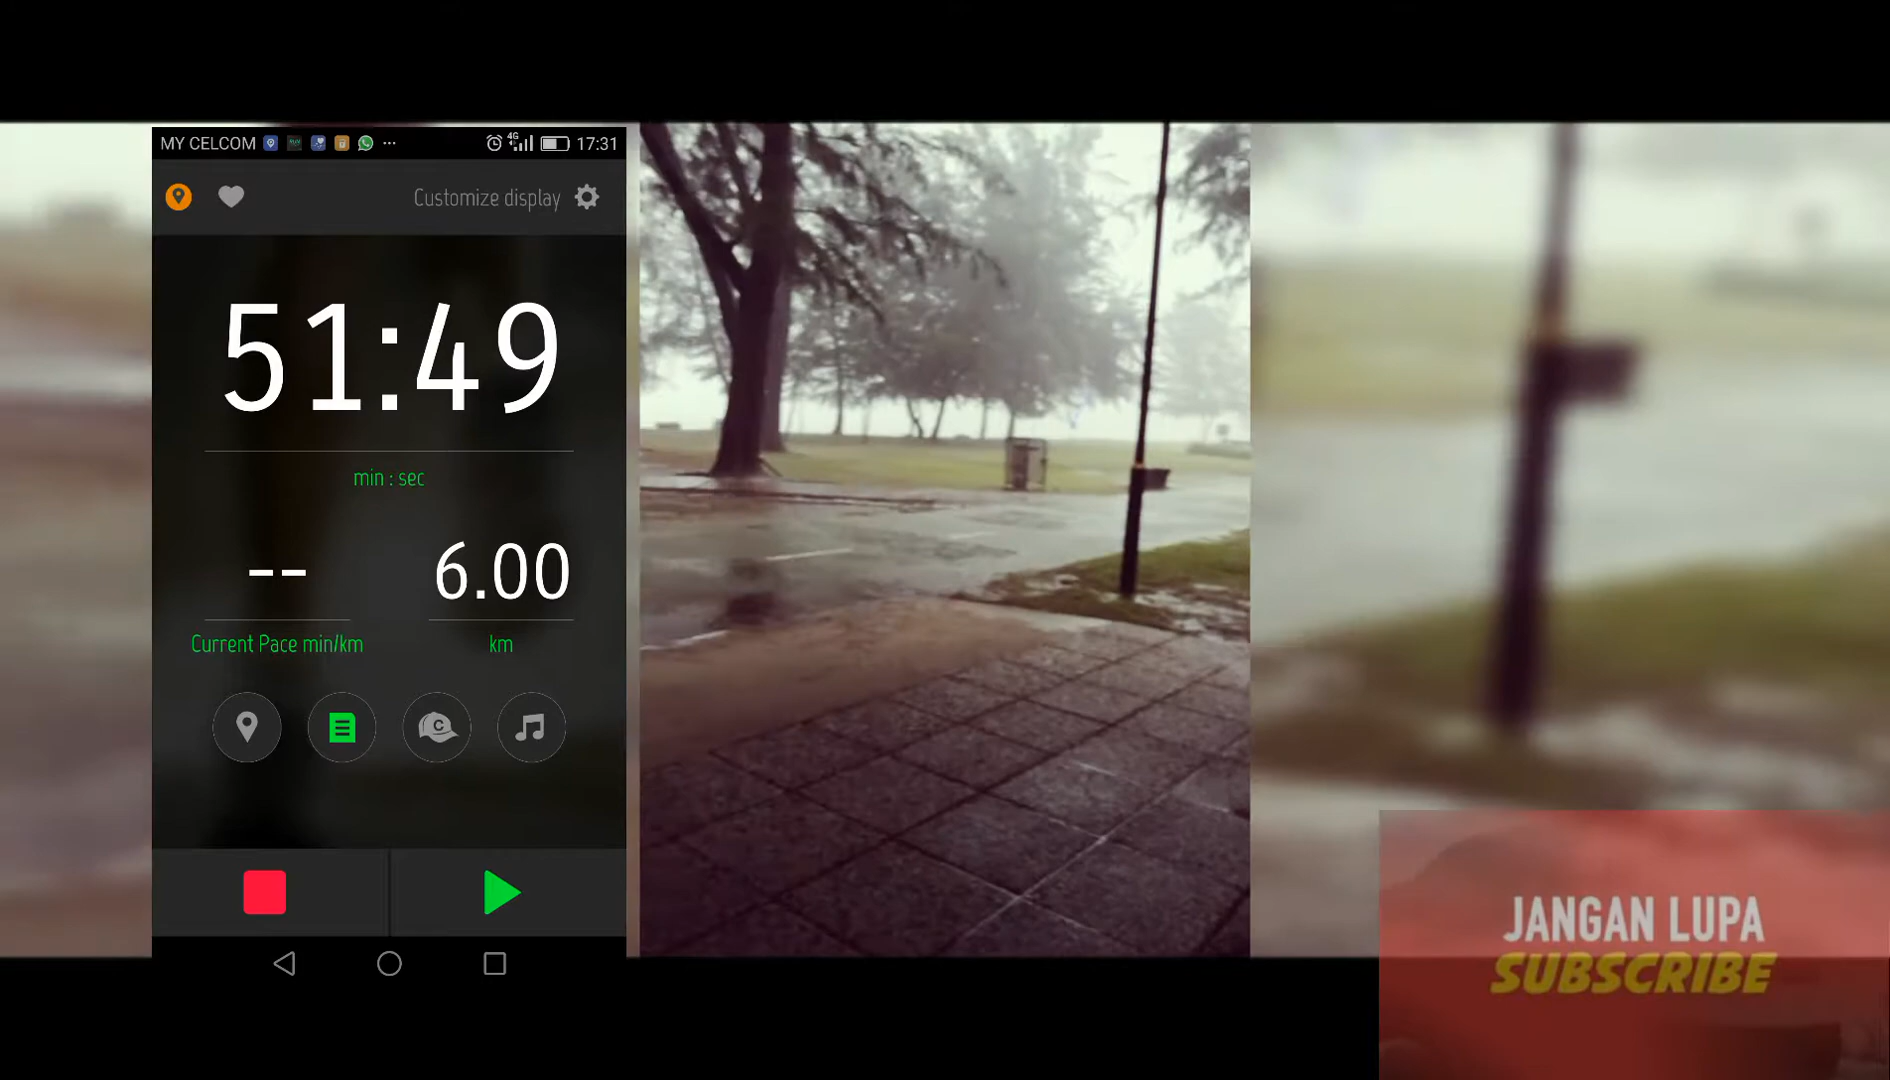 MY CELCOM ... 4G 17:31
Customize display
51:49
min : sec
-- 6.00
Current Pace min/km km
C
JANGAN LUPA
SUBSCRIBE